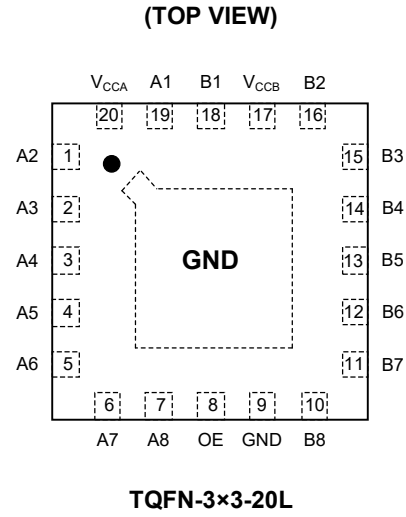 (TOP VIEW)
VCCA A1 B1 VCCB B2
20 19 18 17 16
A2 1 15 B3
A3 2 14 B4
A4 3 GND 13 B5
A5 4 12 B6
A6 5 11 B7
6 7 8 9 10
A7 A8 OE GND B8
TQFN-3×3-20L